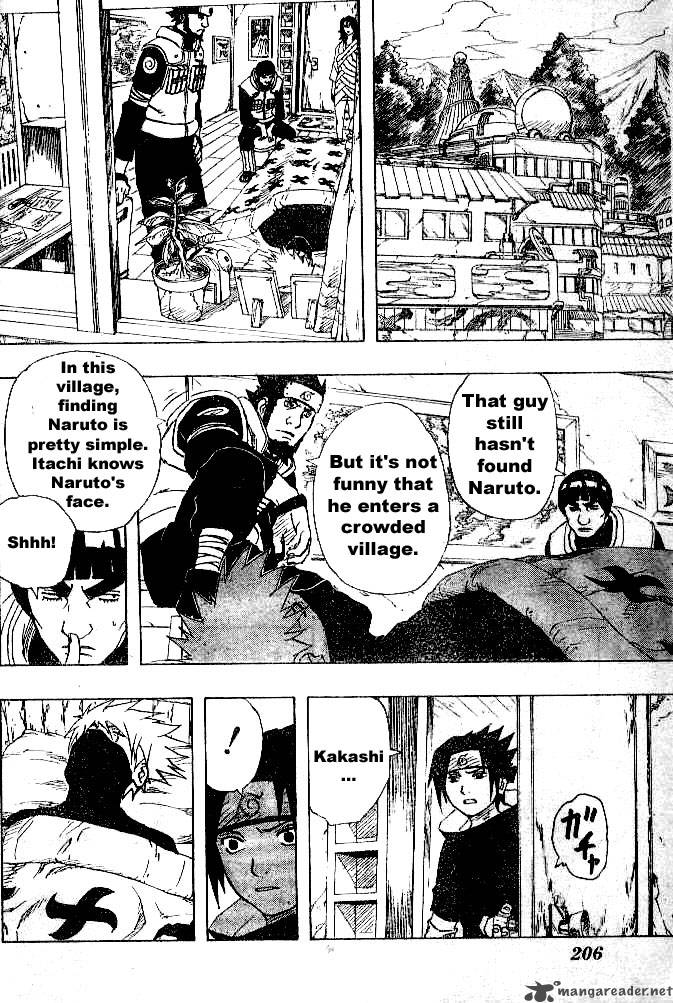 That guy
still
hasn't
found
Naruto.
But it's not
funny that
he enters a
crowded
village.
In this
village,
finding
Naruto is
pretty simple.
Itachi knows
Naruto's
face.
Shhh!
ガチャ
Kakashi
...
!
206
mangareader.net